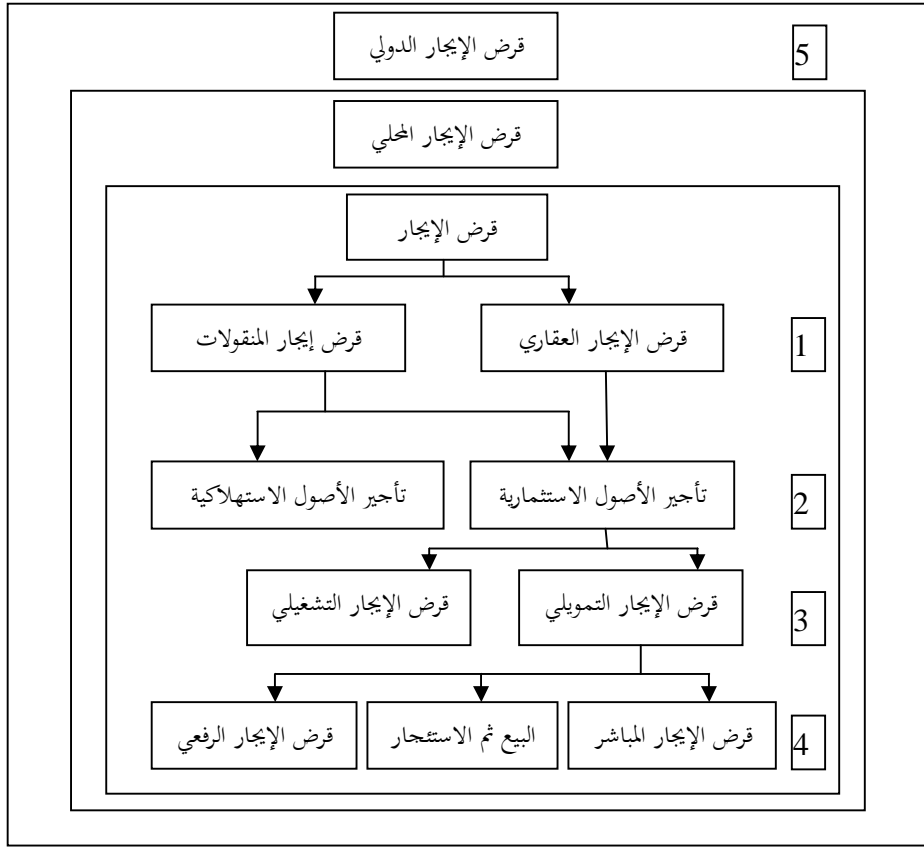 قرض الإيجار الدولي
5
قرض الإيجار المحلي
قرض الإيجار
قرض الإيجار العقاري
قرض إيجار المنقولات
1
تأجير الأصول الاستثمارية
تأجير الأصول الاستهلاكية
2
قرض الإيجار التمويلي
قرض الإيجار التشغيلي
3
قرض الإيجار المباشر
البيع ثم الاستئجار
قرض الإيجار الرفعي
4